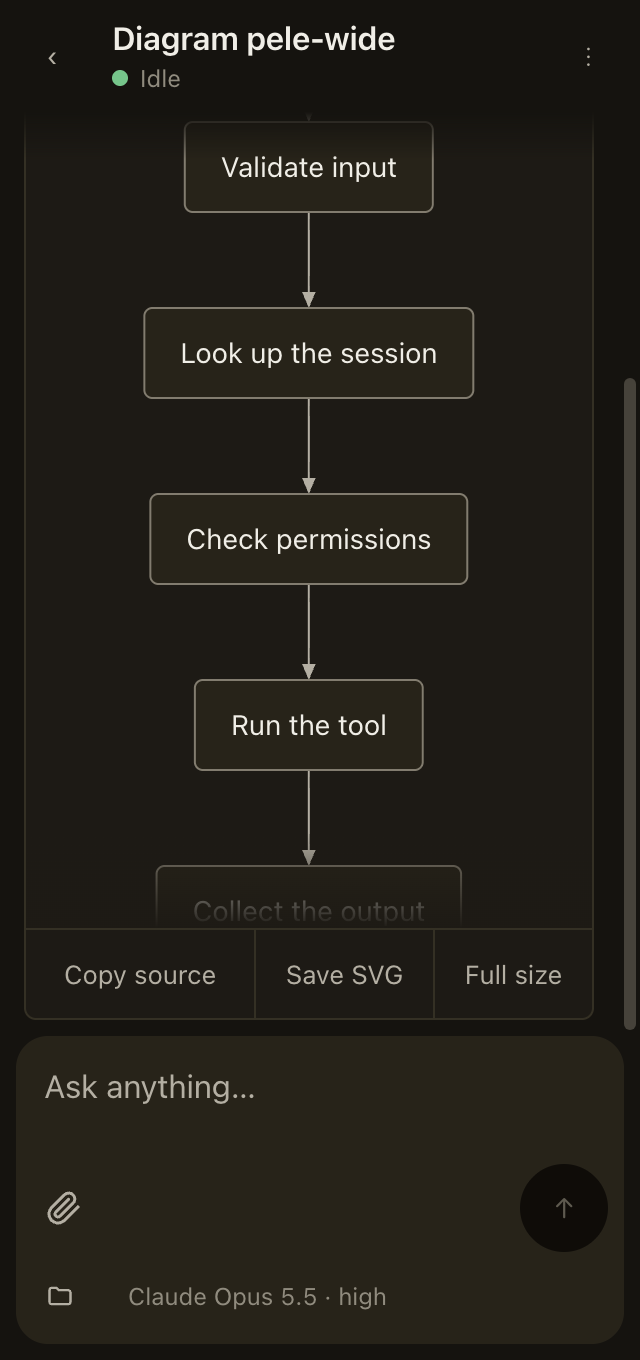 Diagram pele-wide
Idle
Validate input
Look up the session
Check permissions
Run the tool
Collect the output
Copy source
Save SVG
Full size
Ask anything...
Claude Opus 5.5 · high